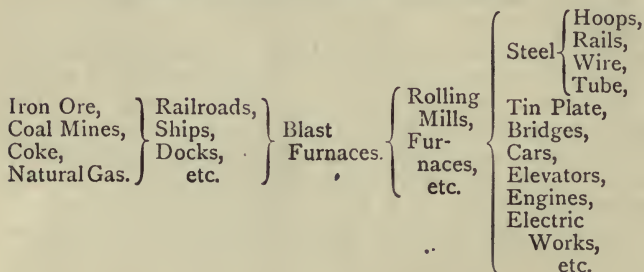 Iron Ore,
Coal Mines,
Coke,
Natural Gas.
Railroads,
Ships,
Docks,
etc.
Blast
Furnaces.
Rolling
Mills,
Fur-
naces,
etc.
Steel
Hoops,
Rails,
Wire,
Tube,
Tin Plate,
Bridges,
Cars,
Elevators,
Engines,
Electric
Works,
etc.